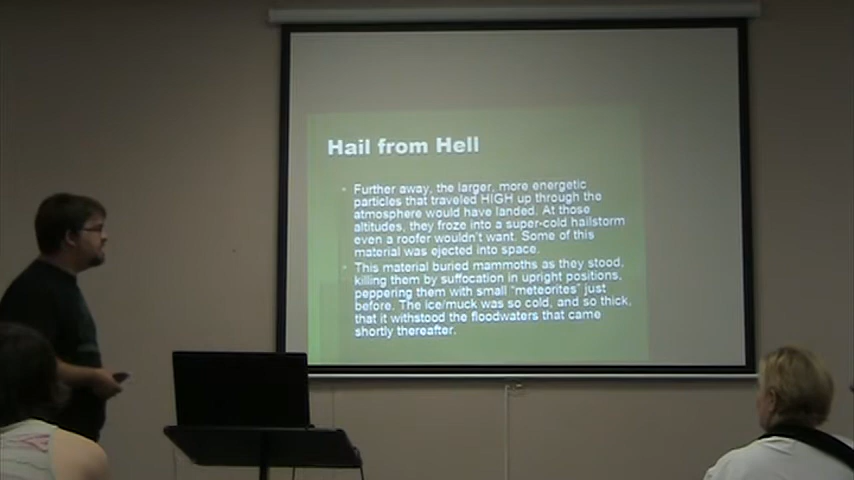 Hail from Hell
• Further away, the larger, more energetic
particles that traveled HIGH up through the
atmosphere would have landed. At those
altitudes, they froze into a super-cold hailstorm
even a roofer wouldn't want. Some of this
material was ejected into space.
• This material buried mammoths as they stood,
killing them by suffocation in upright positions,
peppering them with small "meteorites" just
before. The ice/muck was so cold, and so thick,
that it withstood the floodwaters that came
shortly thereafter.